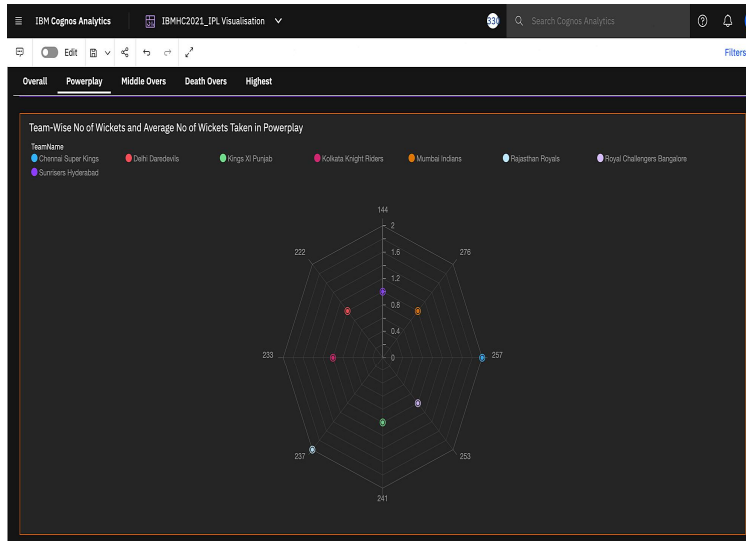 IBM Cognos Analytics IBMHC2021_IPL Visualisation 330 Search Cognos Analytics
Edit Filters
Overall Powerplay Middle Overs Death Overs Highest
Team-Wise No of Wickets and Average No of Wickets Taken in Powerplay
TeamName
Chennai Super Kings Delhi Daredevils Kings XI Punjab Kolkata Knight Riders Mumbai Indians Rajasthan Royals Royal Challengers Bangalore
Sunrisers Hyderabad
144
2
222 1.6 276
1.2
0.8
0.4
233 0 257
237 253
241